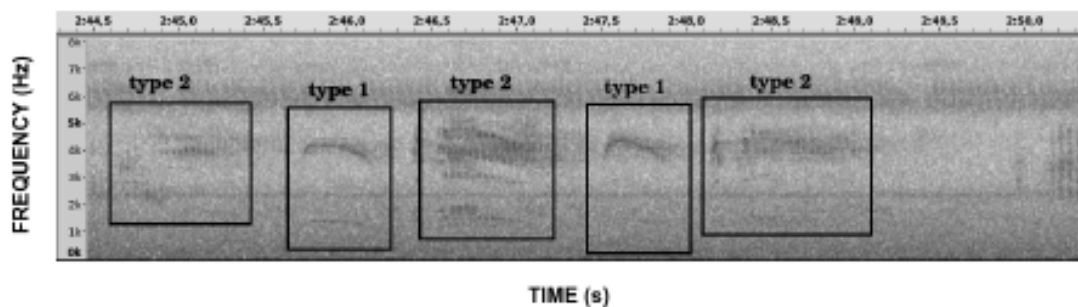 2:44,5 2:45,0 2:45,5 2:46,0 2:46,5 2:47,0 2:47,5 2:48,0 2:48,5 2:49,0 2:49,5 2:50,0
FREQUENCY (Hz)
8k
7k
6k
5k
4k
3k
2k
1k
0k
type 2 type 1 type 2 type 1 type 2
TIME (s)